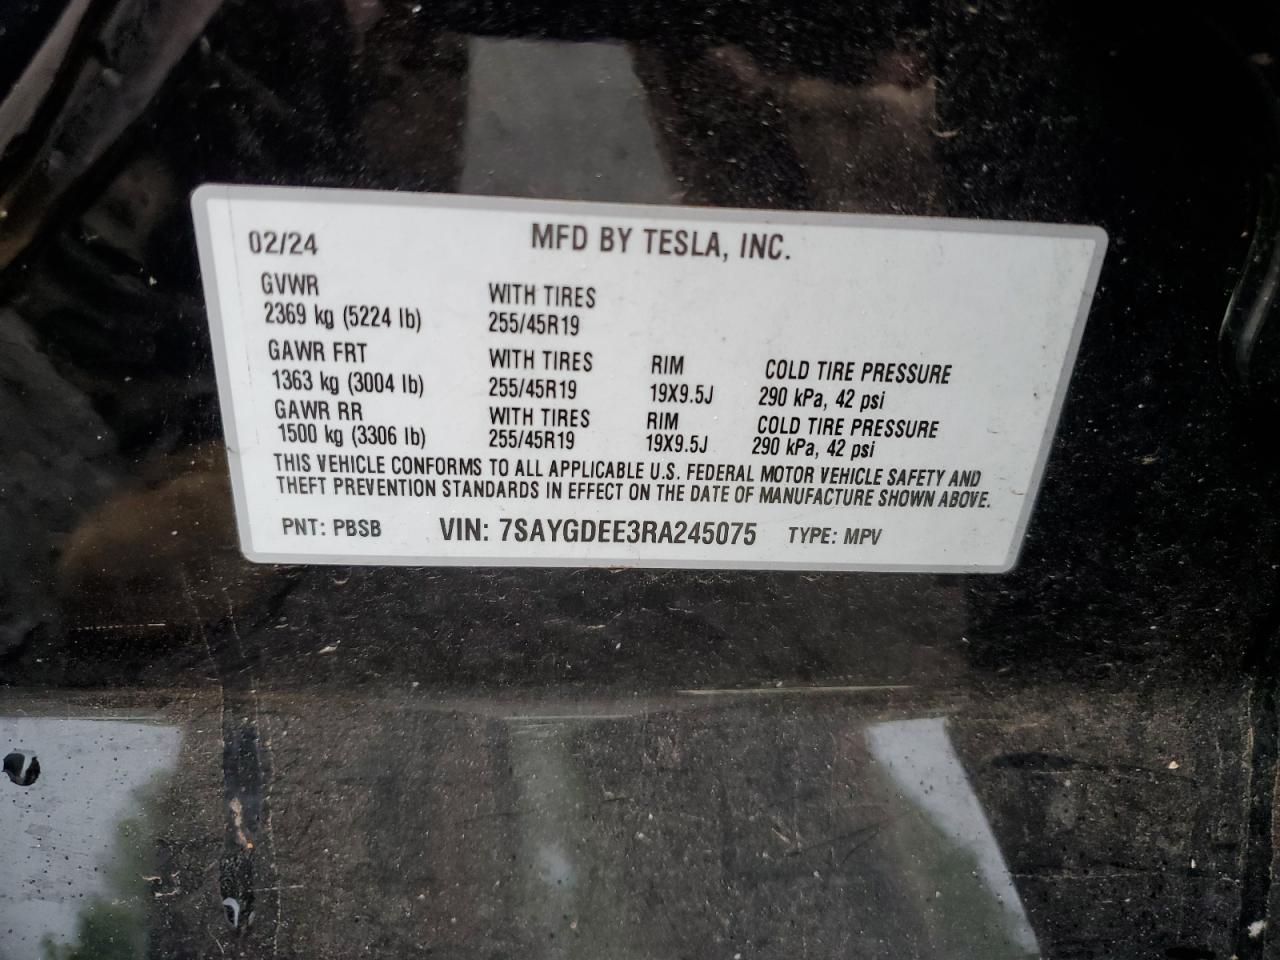 02/24 MFD BY TESLA, INC.
GVWR WITH TIRES
2369 kg (5224 lb) 255/45R19
GAWR FRT WITH TIRES RIM COLD TIRE PRESSURE
1363 kg (3004 lb) 255/45R19 19X9.5J 290 kPa, 42 psi
GAWR RR WITH TIRES RIM COLD TIRE PRESSURE
1500 kg (3306 lb) 255/45R19 19X9.5J 290 kPa, 42 psi
THIS VEHICLE CONFORMS TO ALL APPLICABLE U.S. FEDERAL MOTOR VEHICLE SAFETY AND
THEFT PREVENTION STANDARDS IN EFFECT ON THE DATE OF MANUFACTURE SHOWN ABOVE.
PNT: PBSB VIN: 7SAYGDEE3RA245075 TYPE: MPV